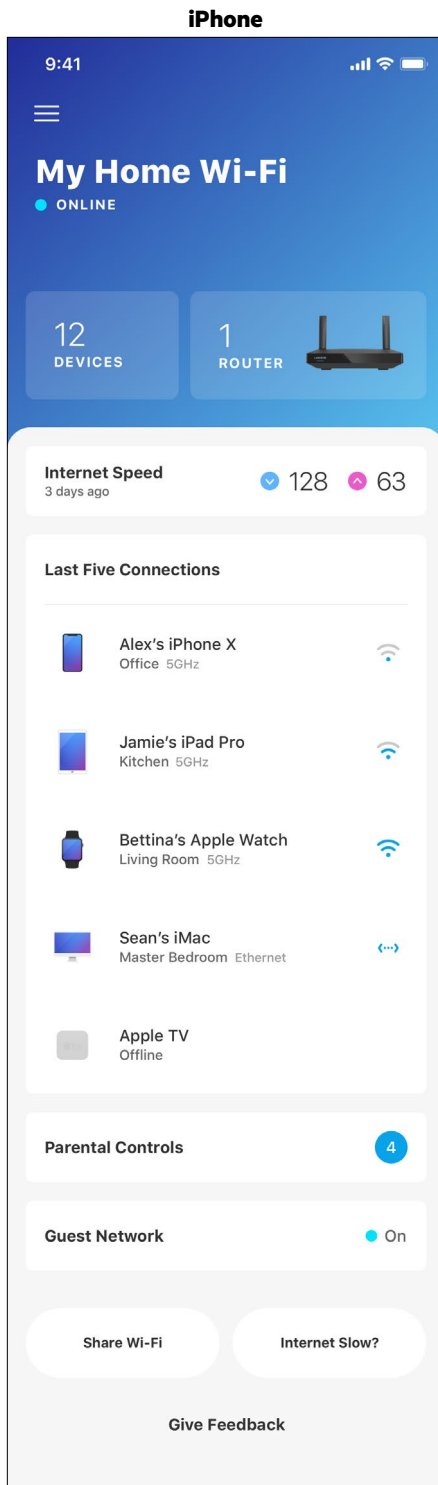 iPhone
9:41
My Home Wi-Fi
ONLINE
12
DEVICES
1
ROUTER
Internet Speed
3 days ago
128
63
Last Five Connections
Alex’s iPhone X
Office 5GHz
Jamie’s iPad Pro
Kitchen 5GHz
Bettina’s Apple Watch
Living Room 5GHz
Sean’s iMac
Master Bedroom Ethernet
Apple TV
Offline
Parental Controls
4
Guest Network
On
Share Wi-Fi
Internet Slow?
Give Feedback